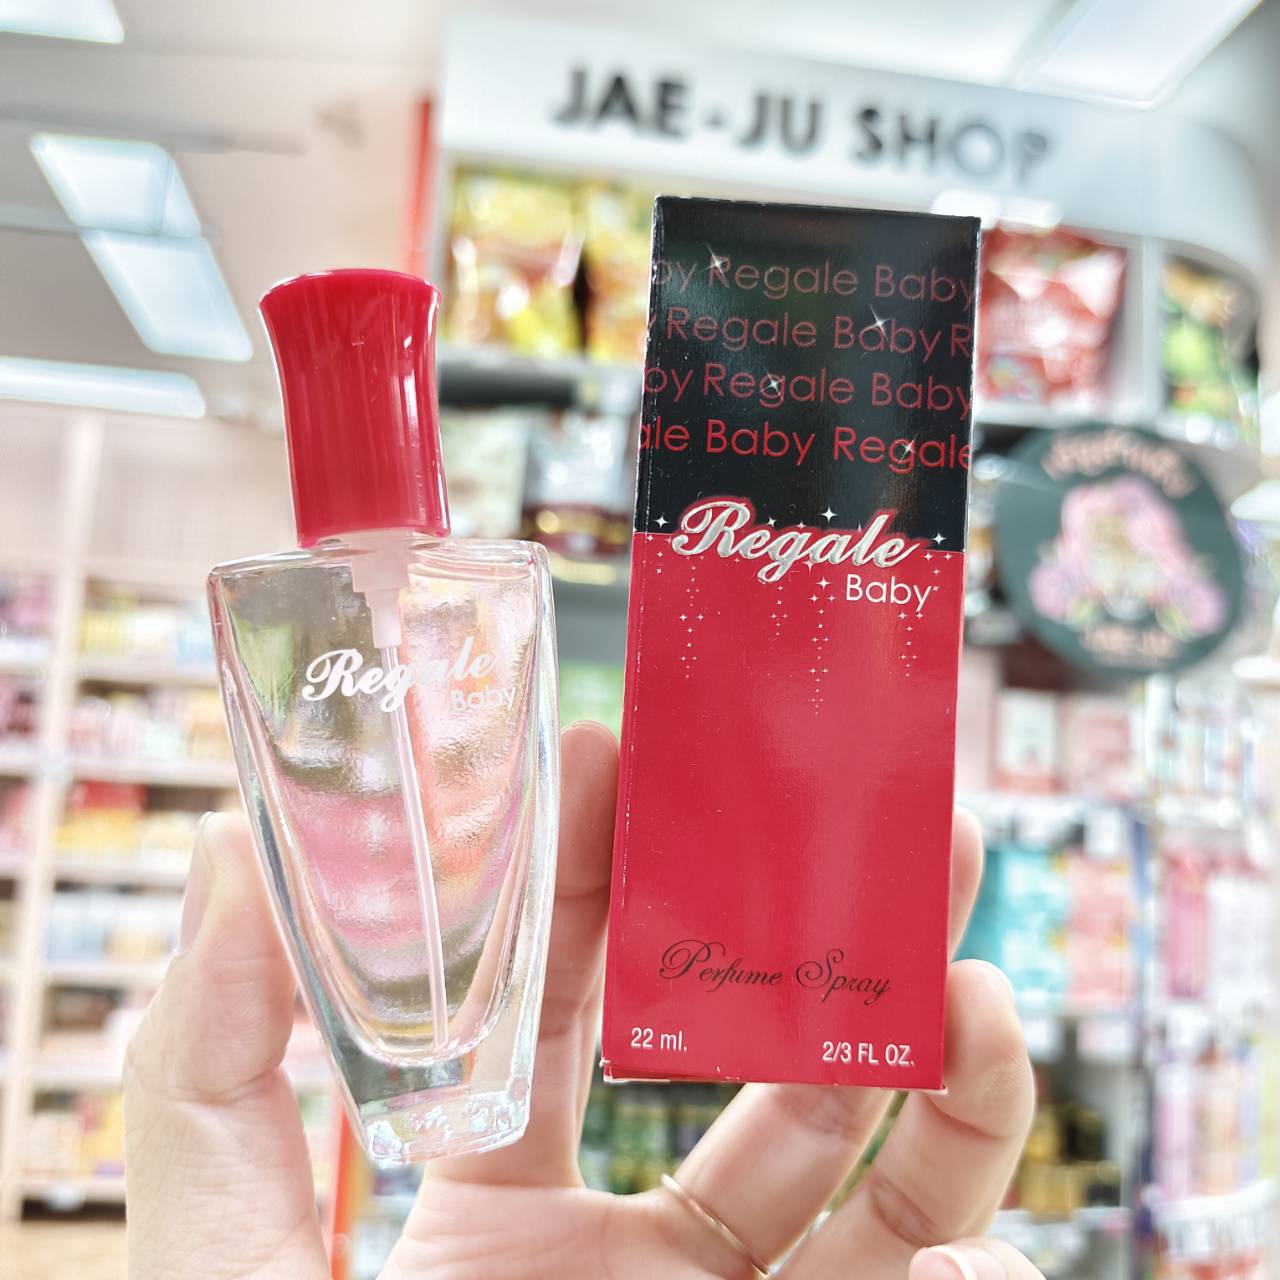 JAE-JU SHOP
by Regale Baby
Regale Baby R
by Regale Baby
ale Baby Regale
Regale
Baby
Perfume Spray
22 ml.
2/3 FL OZ.
Regale
Baby